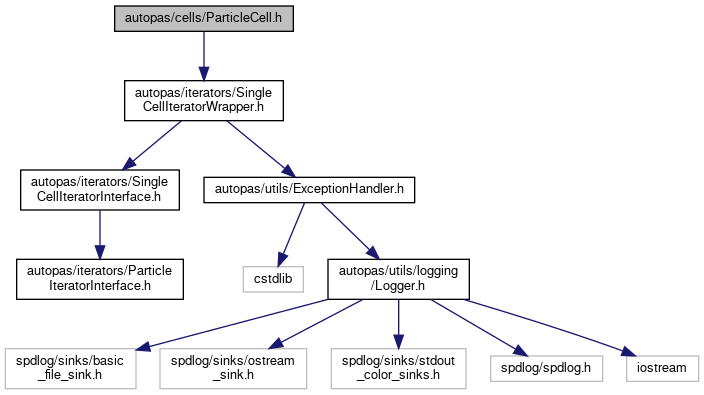 autopas/cells/ParticleCell.h
autopas/iterators/Single
CellIteratorWrapper.h
autopas/iterators/Single
CellIteratorInterface.h
autopas/utils/ExceptionHandler.h
autopas/iterators/Particle
IteratorInterface.h
cstdlib
autopas/utils/logging
/Logger.h
spdlog/sinks/basic
_file_sink.h
spdlog/sinks/ostream
_sink.h
spdlog/sinks/stdout
_color_sinks.h
spdlog/spdlog.h
iostream